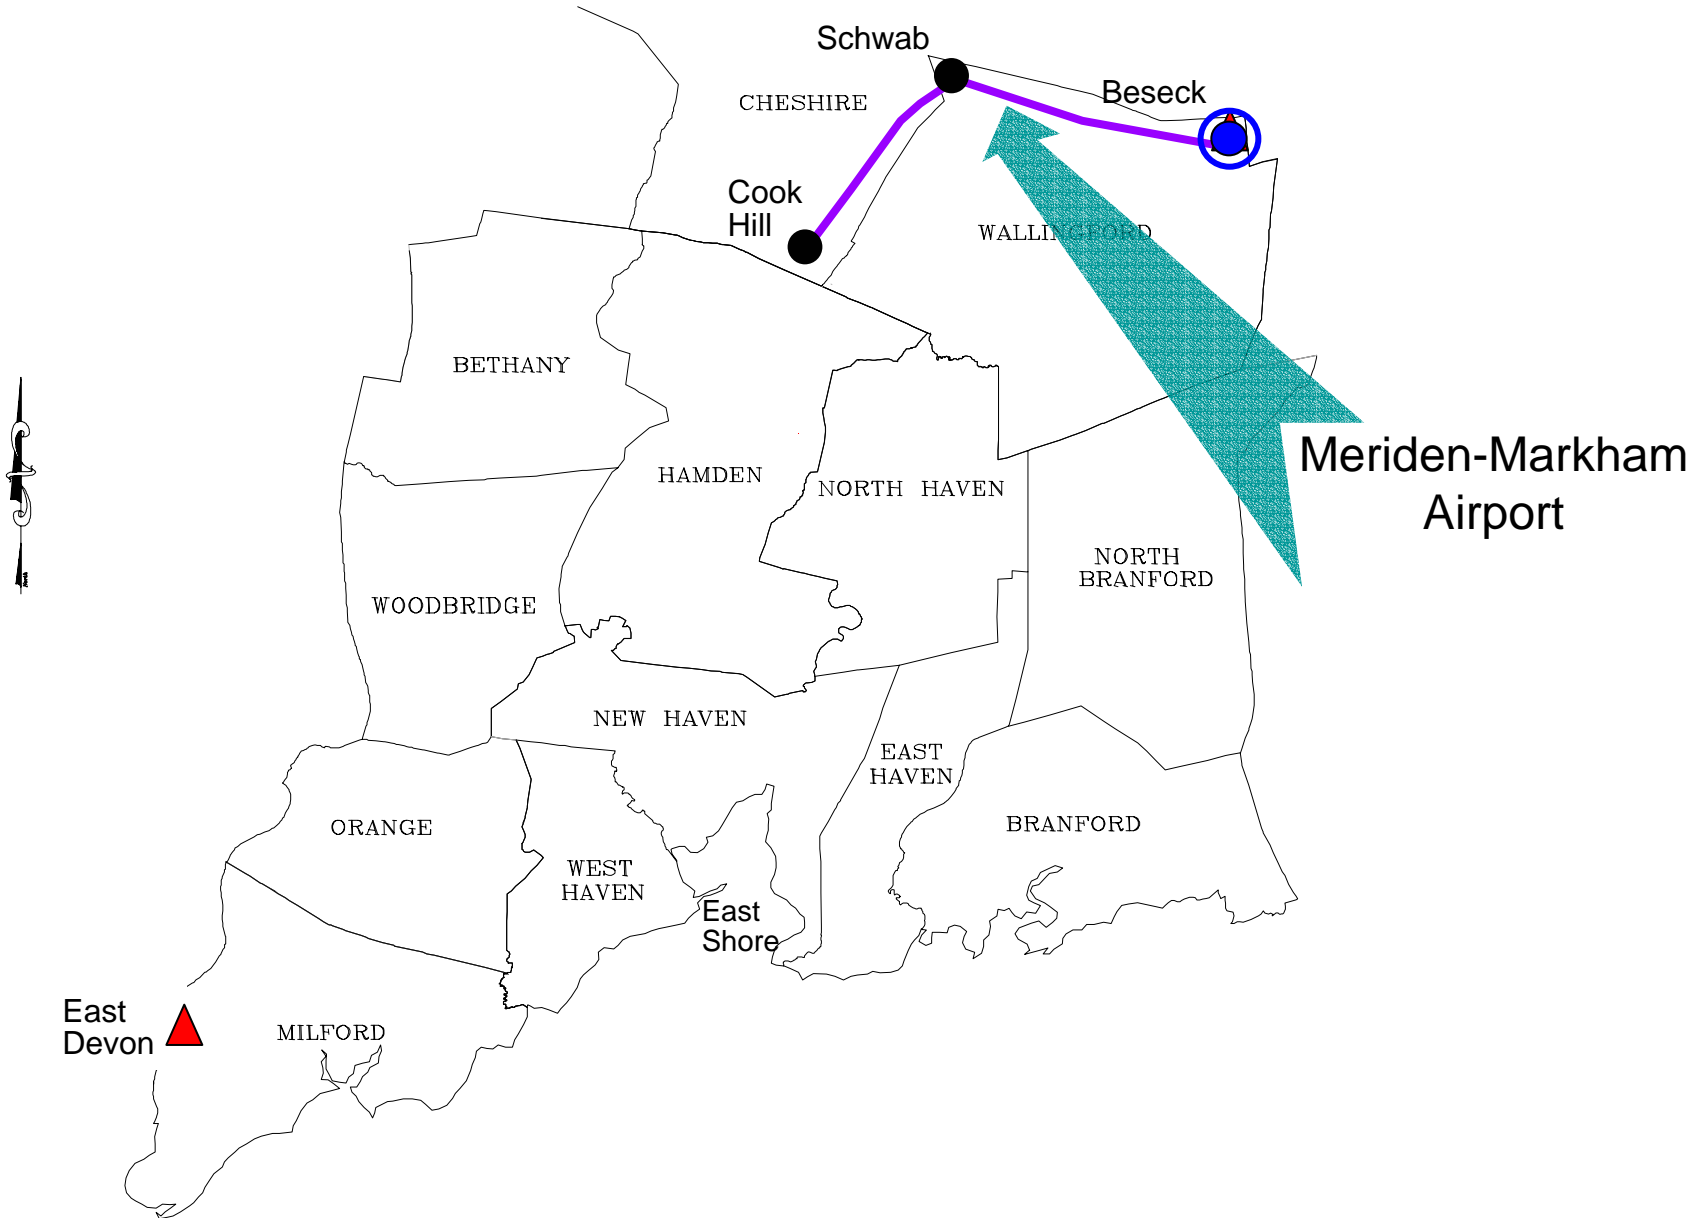 Schwab
CHESHIRE
Beseck
Cook
Hill
WALLINGFORD
BETHANY
Meriden-Markham
Airport
HAMDEN
NORTH HAVEN
NORTH
BRANFORD
North
WOODBRIDGE
NEW HAVEN
EAST
HAVEN
ORANGE
BRANFORD
WEST
HAVEN
East
Shore
East
Devon
MILFORD